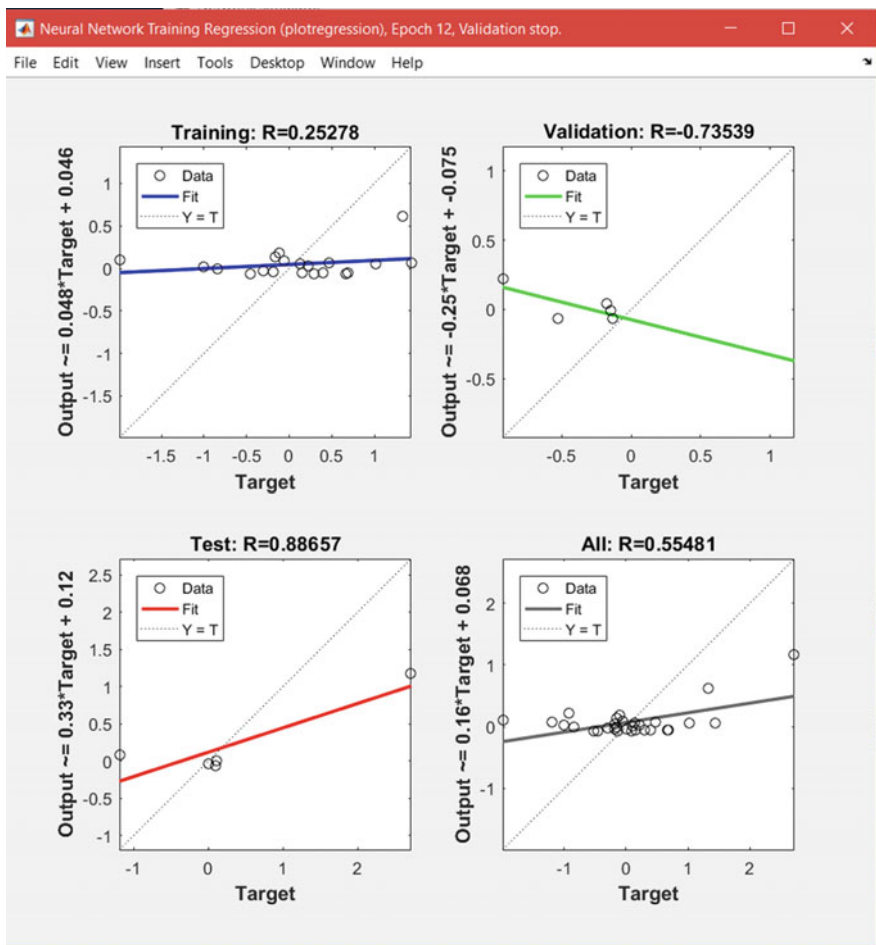 Neural Network Training Regression (plotregression), Epoch 12, Validation stop.
File Edit View Insert Tools Desktop Window Help
Training: R=0.25278
Output ~= 0.048*Target + 0.046
Data
Fit
Y = T
1
0.5
0
-0.5
-1
-1.5
-1.5 -1 -0.5 0 0.5 1
Target
Validation: R=-0.73539
Output ~= -0.25*Target + -0.075
Data
Fit
Y = T
1
0.5
0
-0.5
-0.5 0 0.5 1
Target
Test: R=0.88657
Output ~= 0.33*Target + 0.12
Data
Fit
Y = T
2.5
2
1.5
1
0.5
0
-0.5
-1
-1 0 1 2
Target
All: R=0.55481
Output ~= 0.16*Target + 0.068
Data
Fit
Y = T
2
1
0
-1
-1 0 1 2
Target